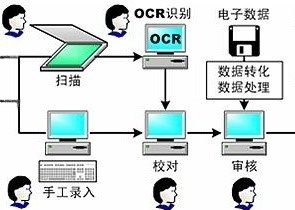 OCR识别
电子数据
OCR
扫描
数据转化
数据处理
手工录入
校对
审核